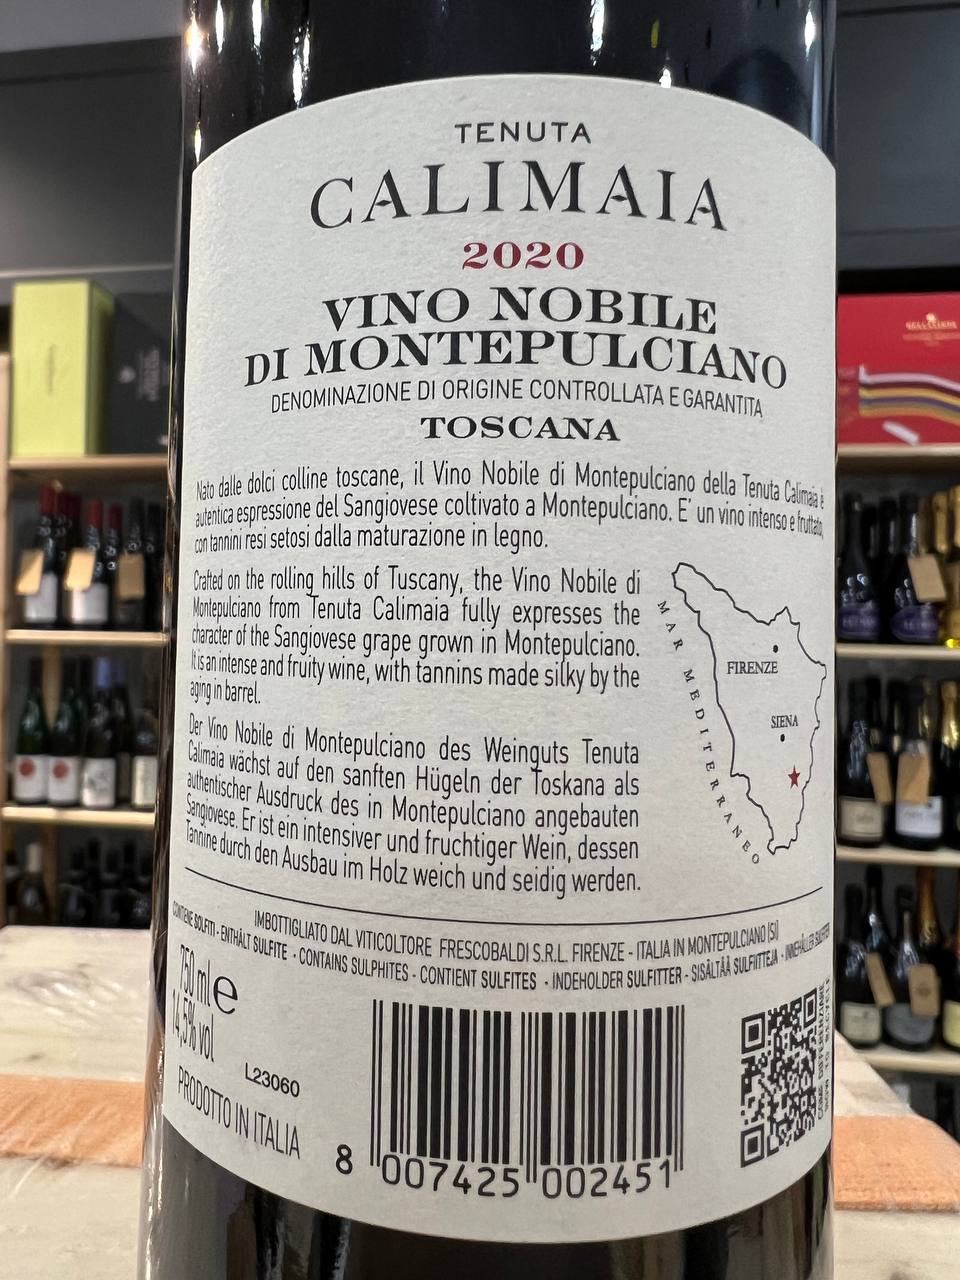 TENUTA
CALIMAIA
2020
VINO NOBILE
DI MONTEPULCIANO
DENOMINAZIONE DI ORIGINE CONTROLLATA E GARANTITA
TOSCANA
Nato dalle dolci colline toscane, il Vino Nobile di Montepulciano della Tenuta Calimaia è
autentica espressione del Sangiovese coltivato a Montepulciano. E' un vino intenso e fruttato,
con tannini resi setosi dalla maturazione in legno.
Crafted on the rolling hills of Tuscany, the Vino Nobile di
Montepulciano from Tenuta Calimaia fully expresses the
character of the Sangiovese grape grown in Montepulciano.
It is an intense and fruity wine, with tannins made silky by the
aging in barrel.
MAR MEDITERRANEO
FIRENZE
SIENA
Der Vino Nobile di Montepulciano des Weinguts Tenuta
Calimaia wächst auf den sanften Hügeln der Toskana als
authentischer Ausdruck des in Montepulciano angebauten
Sangiovese. Er ist ein intensiver und fruchtiger Wein, dessen
Tannine durch den Ausbau im Holz weich und seidig werden.
IMBOTTIGLIATO DAL VITICOLTORE FRESCOBALDI S.R.L. FIRENZE - ITALIA IN MONTEPULCIANO (SI)
CONTIENE SOLFITI - ENTHÄLT SULFITE - CONTAINS SULPHITES - CONTIENT SULFITES - INDEHOLDER SULFITTER - SISÄLTÄÄ SULFIITTEJA - INNEHÅLLER SULFITER
750 ml e
14,5% vol
L23060
PRODOTTO IN ITALIA
8 007425 002451
COME DIFFERENZIARE
HOW TO RECYCLE